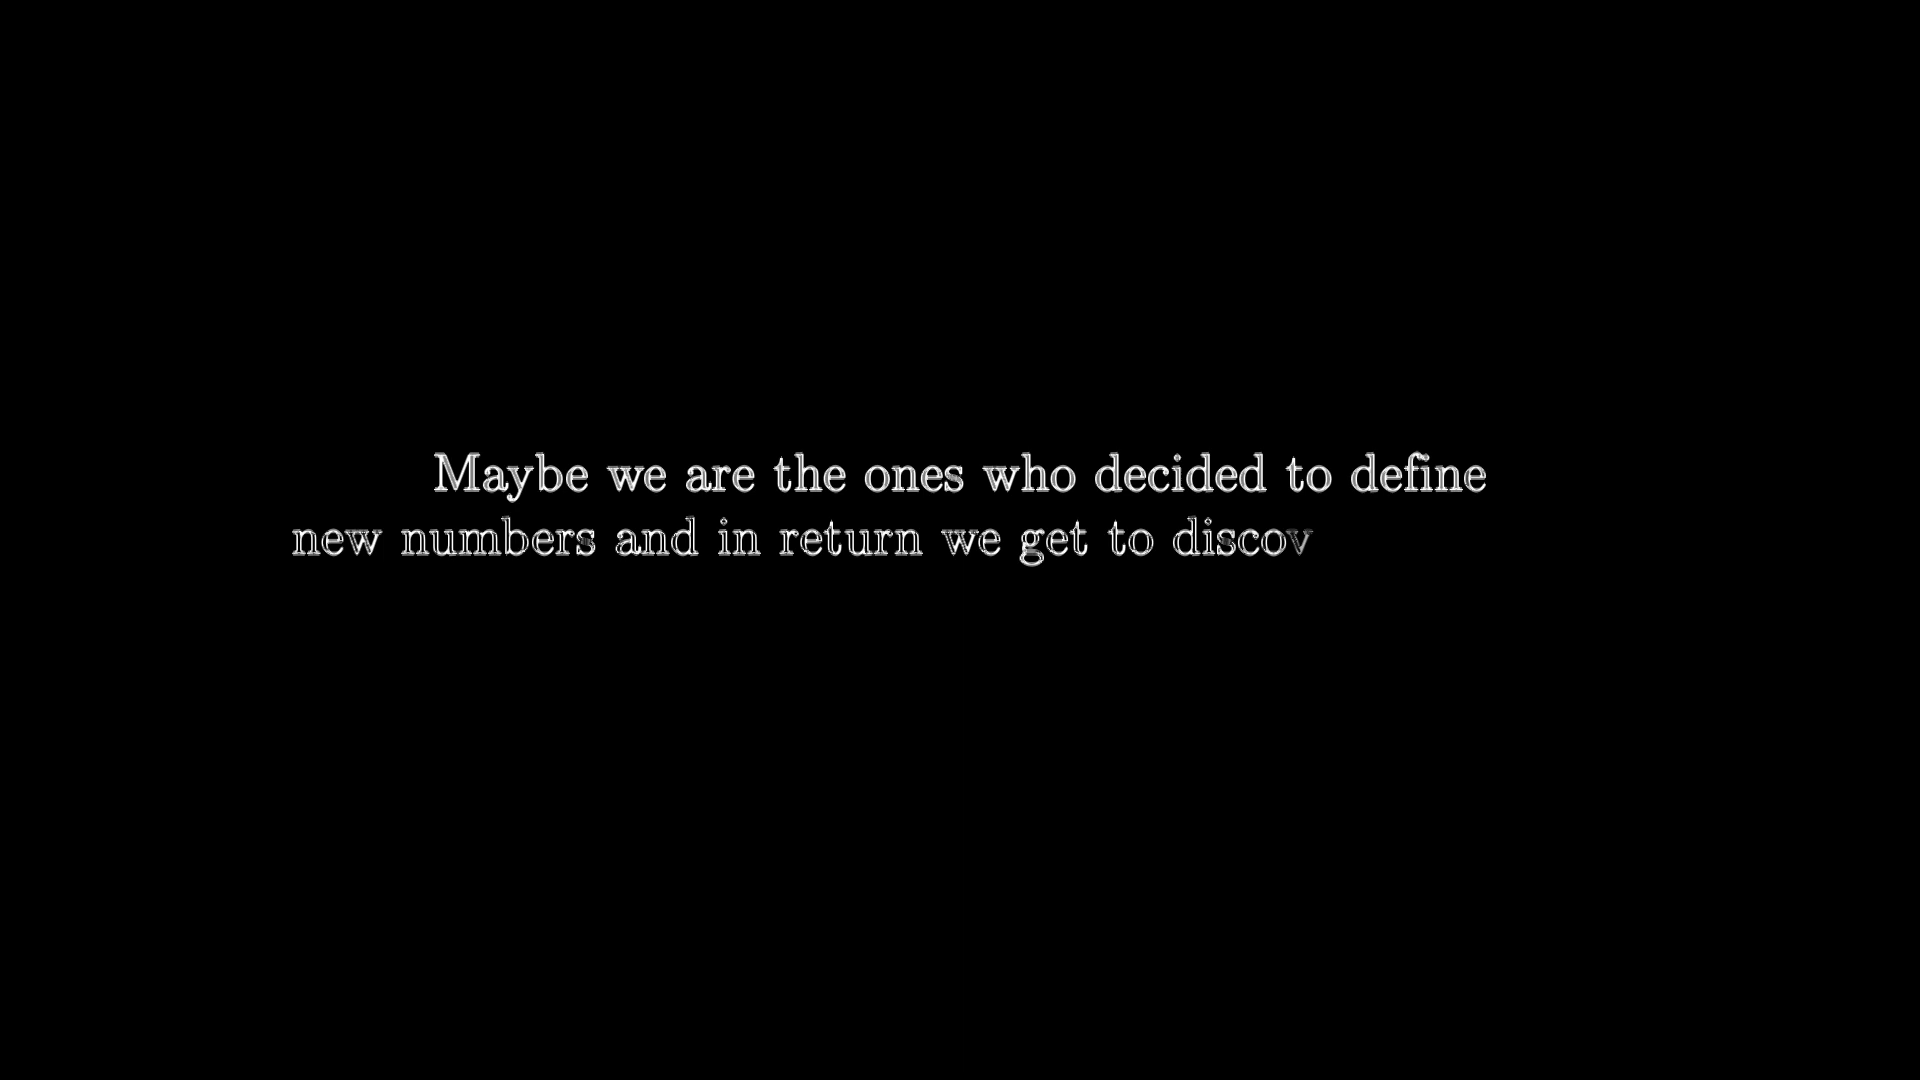 Maybe we are the ones who decided to define
new numbers and in return we get to discov